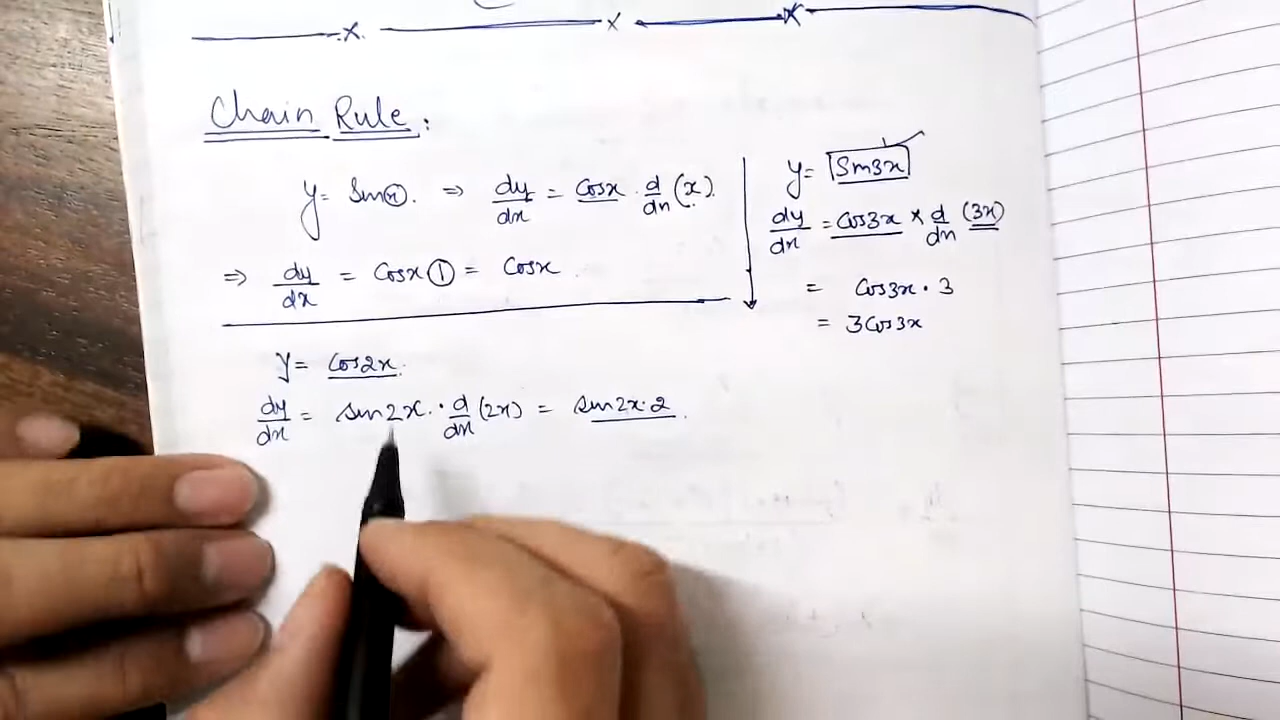 Chain Rule :
y = Sin(x). ⇒ dy/dx = Cosx . d/dx (x).
⇒ dy/dx = Cosx (1) = Cosx
y = Sin3x
dy/dx = Cos3x × d/dx (3x)
= Cos3x . 3
= 3Cos3x
y = Cos2x.
dy/dx = Sin2x . d/dx (2x) = Sin2x . 2.